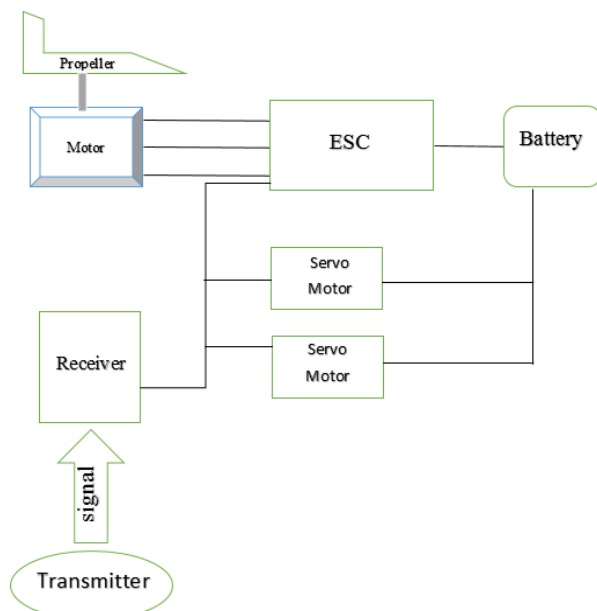 Propeller
Motor
ESC
Battery
Servo
Motor
Servo
Motor
Receiver
signal
Transmitter